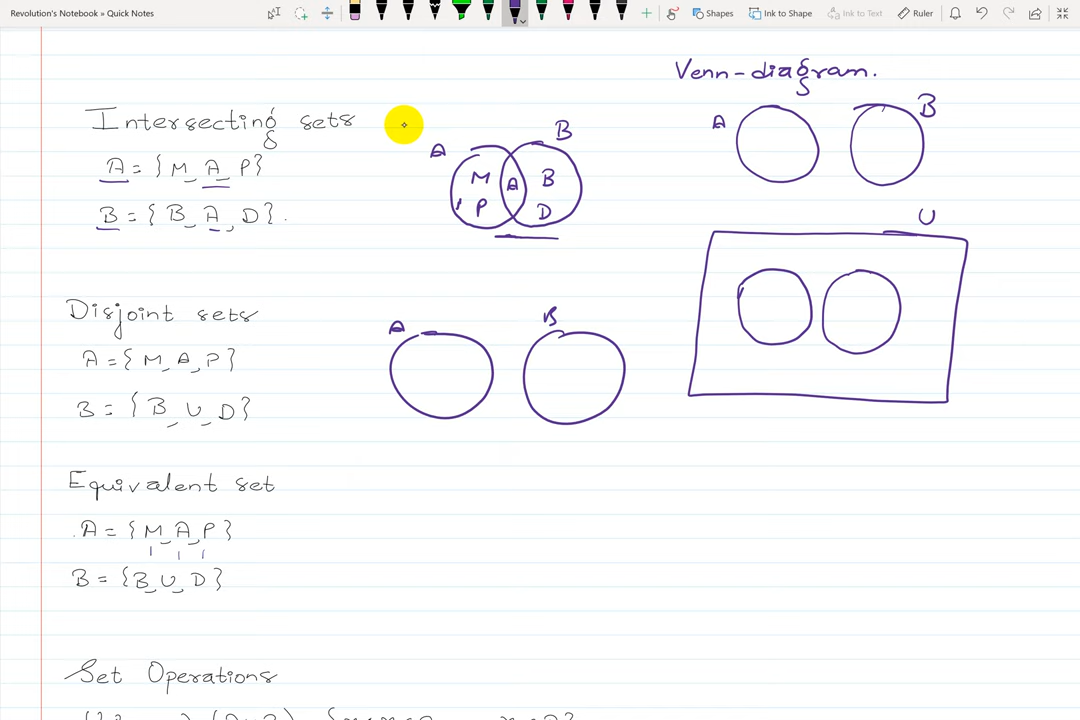 Revolution's Notebook » Quick Notes
Shapes
Ink to Shape
Ink to Text
Ruler
Venn-diagram.
Intersecting sets
A = {M, A, P}
B = {B, A, D}.
A B
M A B
P D
A B
U
Disjoint sets
A = {M, A, P}
B = {B, U, D}
A B
Equivalent set
A = {M, A, P}
B = {B, U, D}
Set Operations